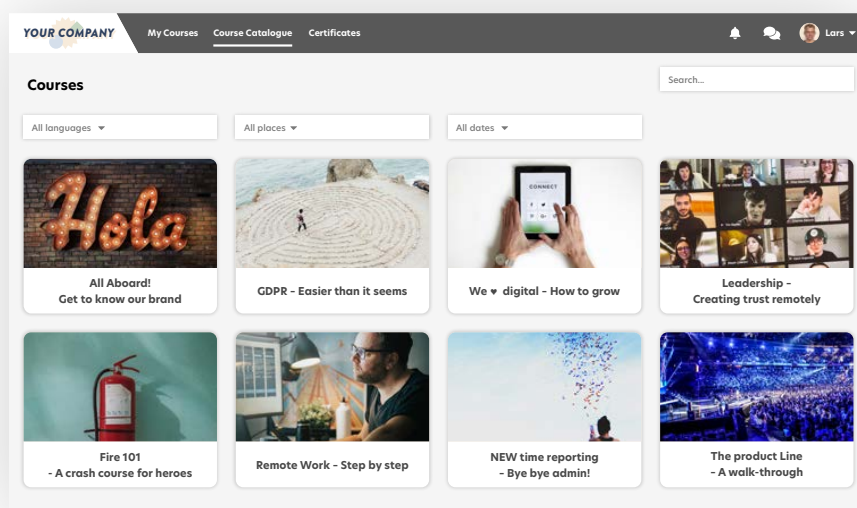 YOUR COMPANY
My Courses
Course Catalogue
Certificates
Lars
Courses
Search...
All languages
All places
All dates
Hola
CONNECT
All Aboard!
Get to know our brand
GDPR – Easier than it seems
We ♥ digital – How to grow
Leadership –
Creating trust remotely
Fire 101
- A crash course for heroes
Remote Work – Step by step
NEW time reporting
– Bye bye admin!
The product Line
– A walk-through